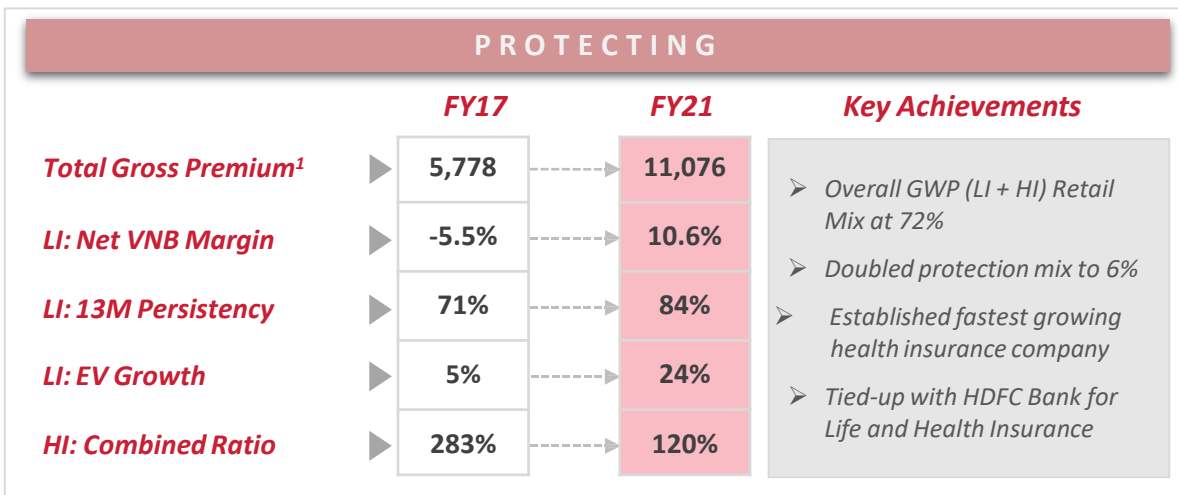 PROTECTING
FY17 FY21 Key Achievements
Total Gross Premium¹ 5,778 11,076
LI: Net VNB Margin -5.5% 10.6%
LI: 13M Persistency 71% 84%
LI: EV Growth 5% 24%
HI: Combined Ratio 283% 120%
➢ Overall GWP (LI + HI) Retail
Mix at 72%
➢ Doubled protection mix to 6%
➢ Established fastest growing
health insurance company
➢ Tied-up with HDFC Bank for
Life and Health Insurance